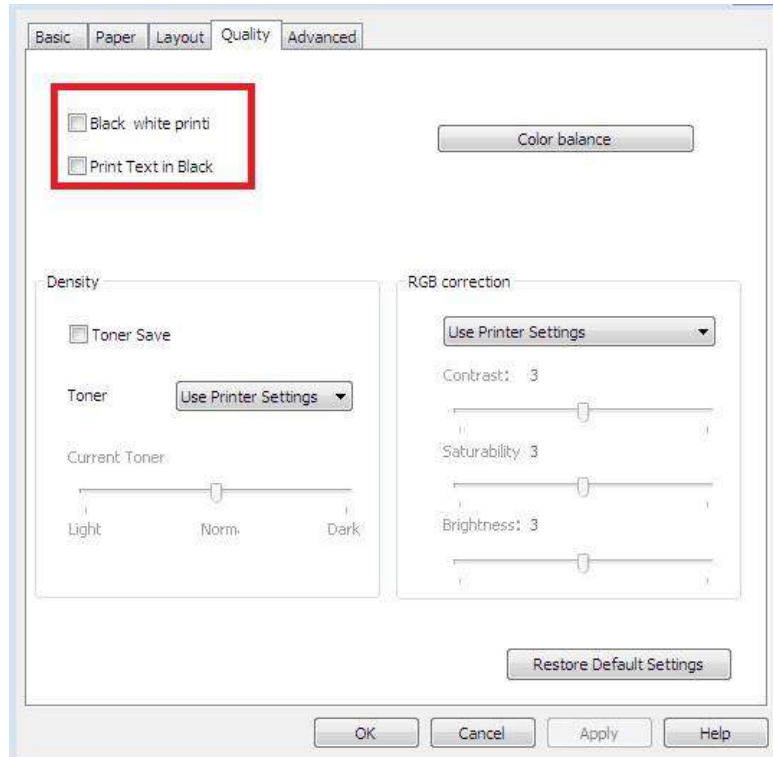 Basic Paper Layout Quality Advanced
Black white printi
Color balance
Print Text in Black
Density
RGB correction
Toner Save
Use Printer Settings
Contrast: 3
Toner Use Printer Settings
Saturability 3
Current Toner
Light Norm. Dark
Brightness: 3
Restore Default Settings
OK Cancel Apply Help